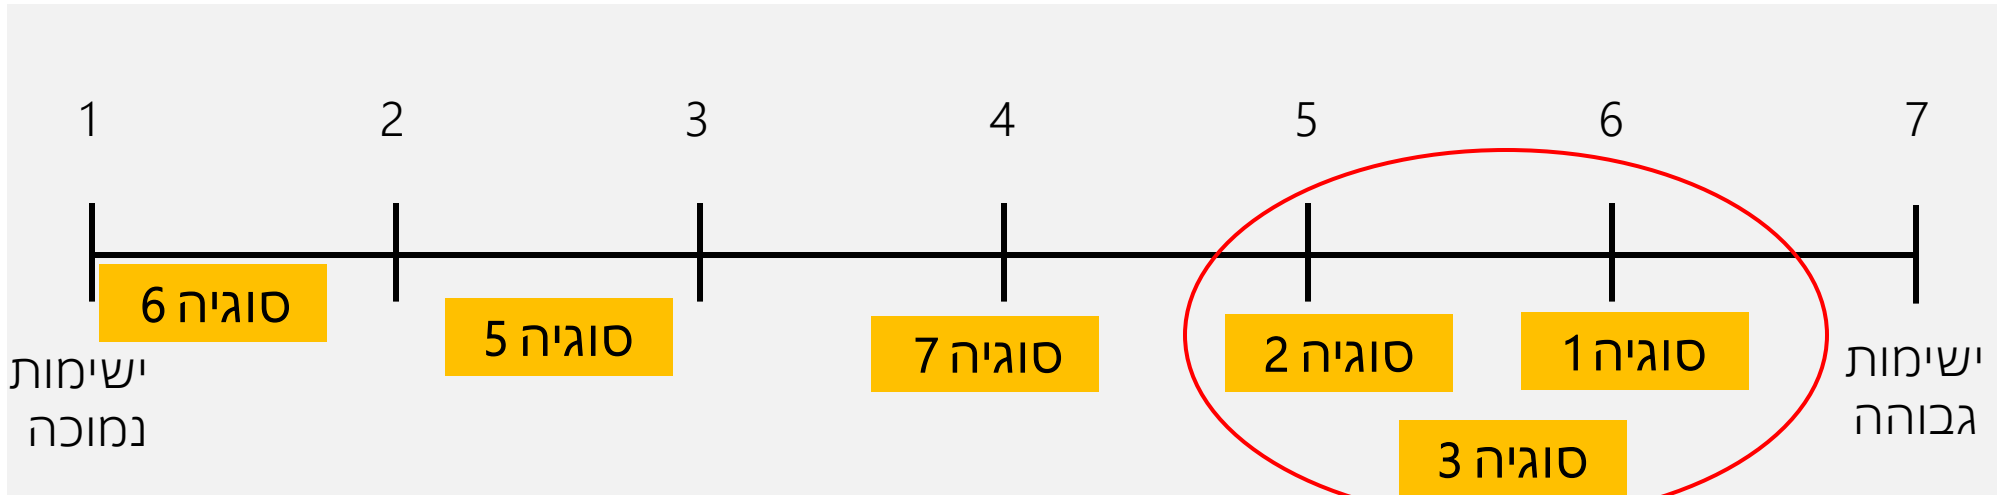 1
2
3
4
5
6
7
סוגיה 6
סוגיה 5
סוגיה 7
סוגיה 2
סוגיה 1
סוגיה 3
ישימות
נמוכה
ישימות
גבוהה